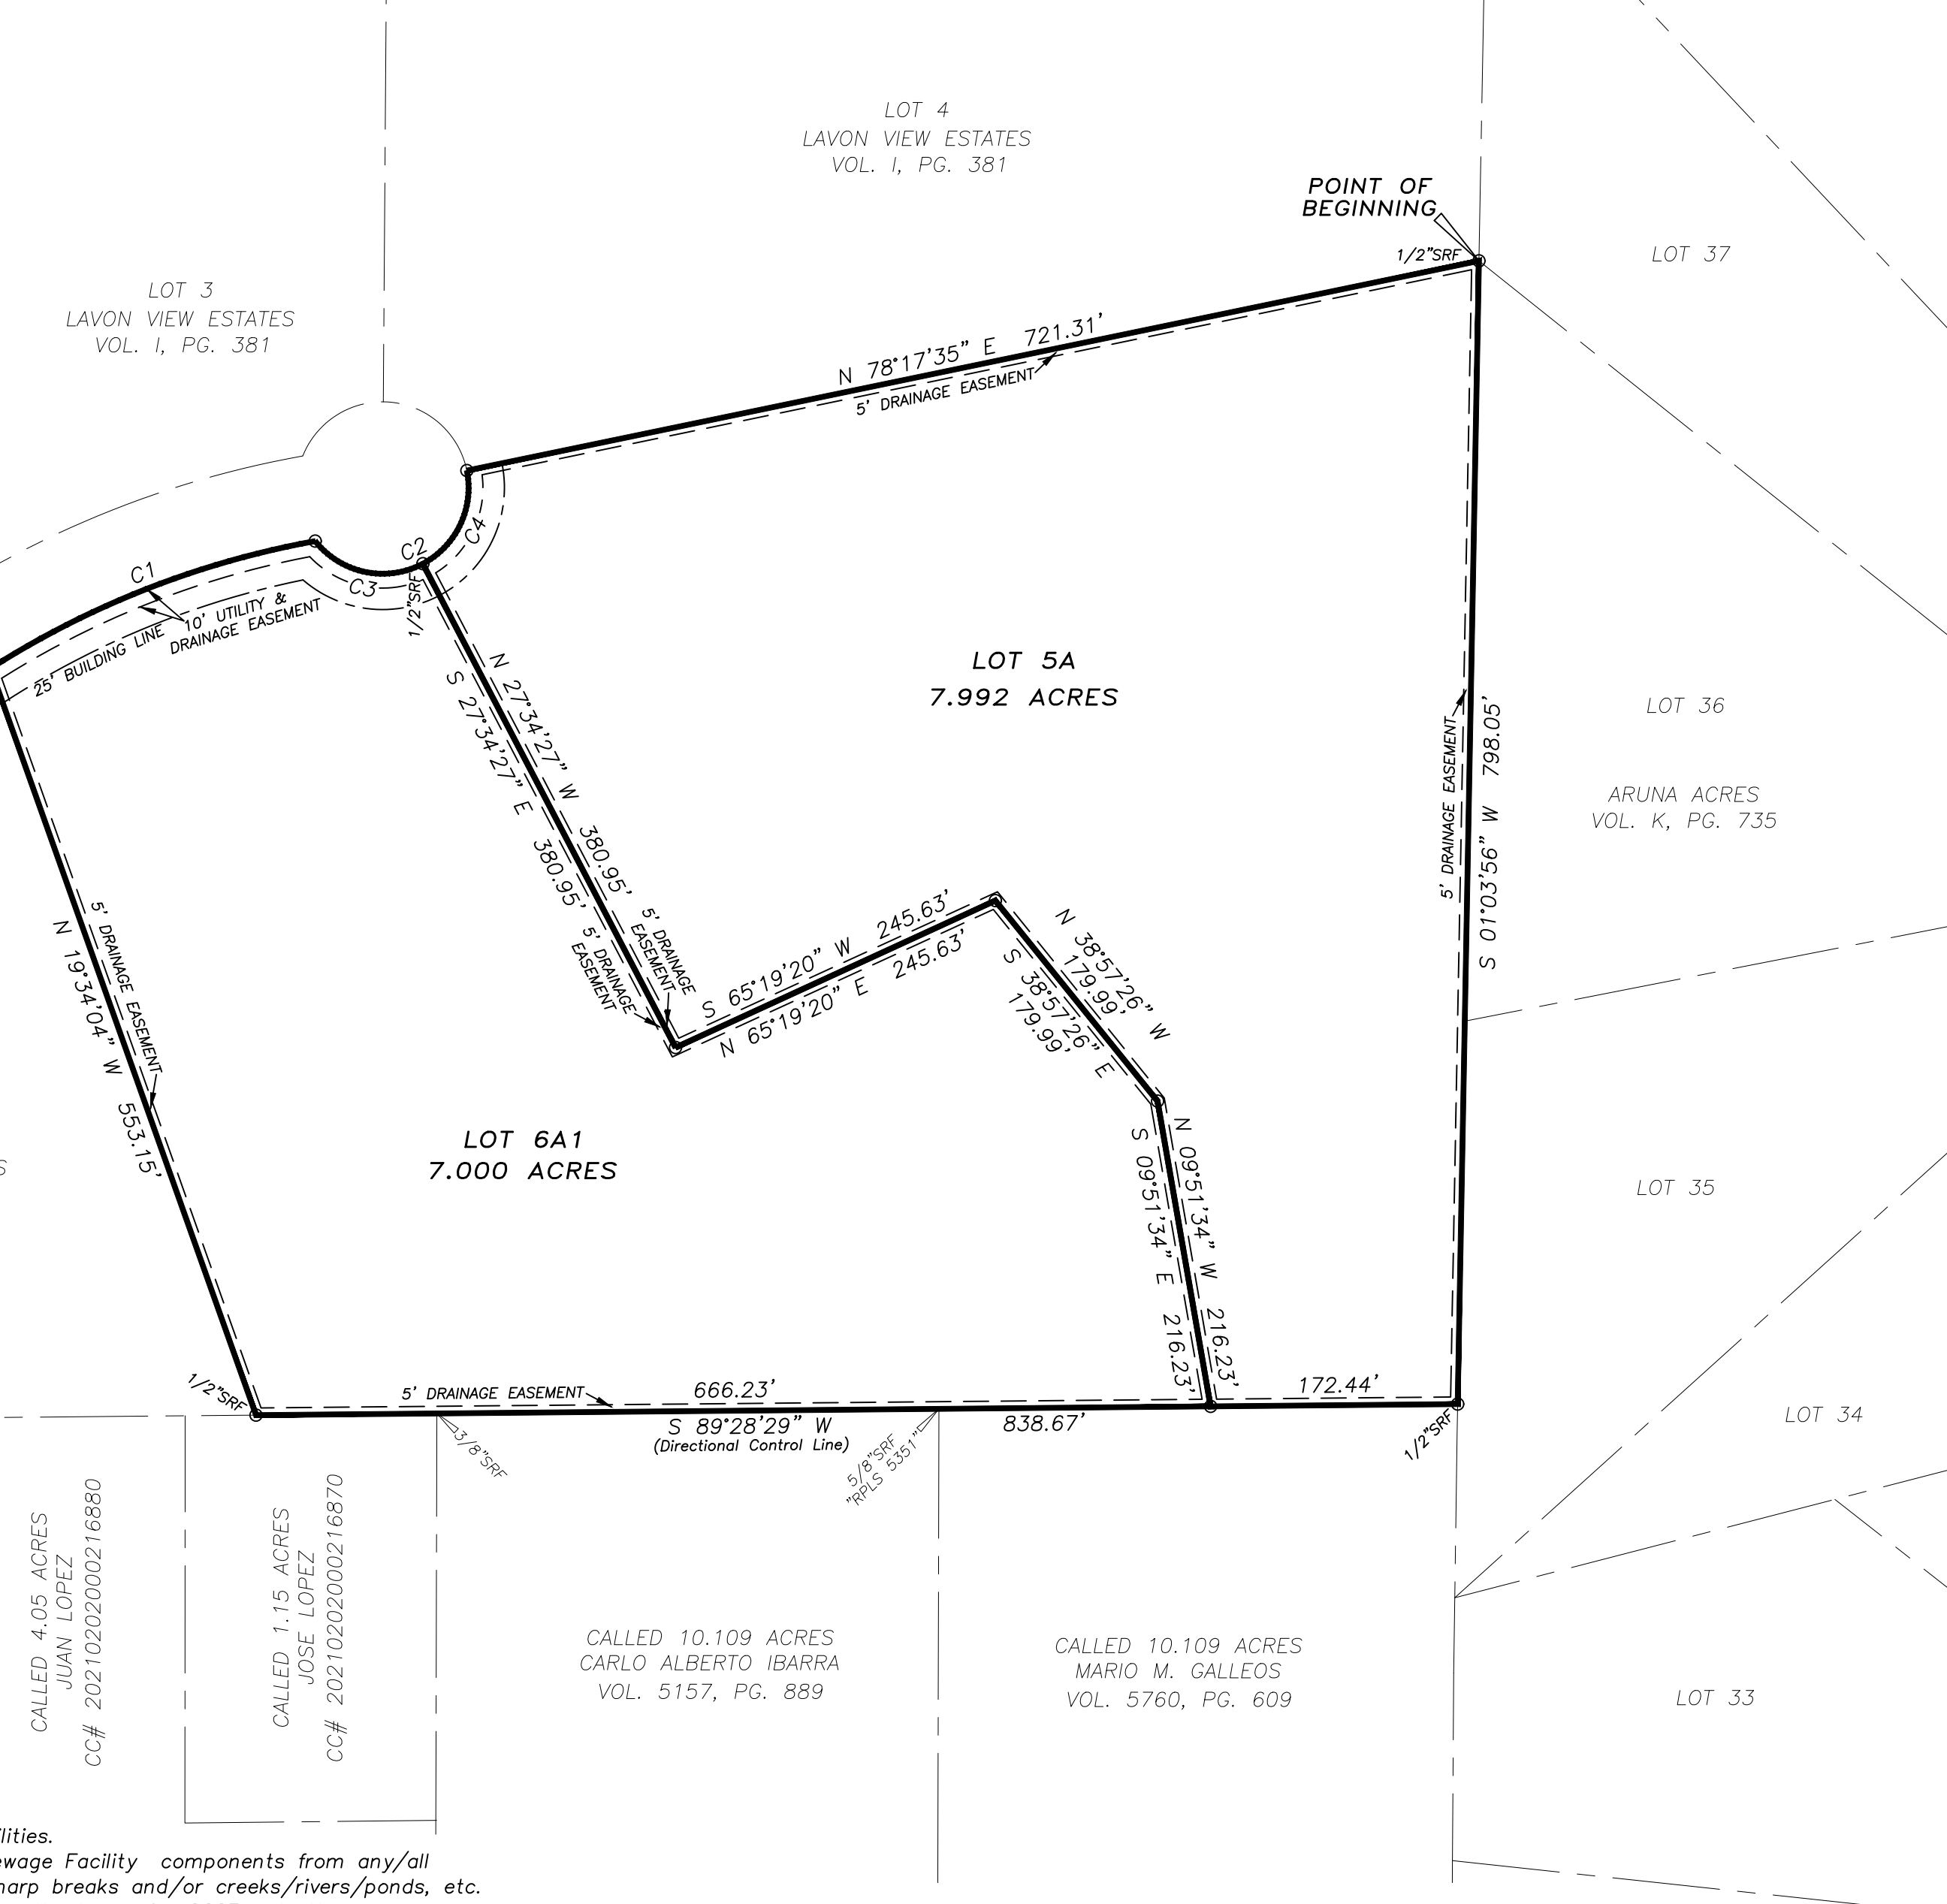 LOT 4
LAVON VIEW ESTATES
VOL. I, PG. 381
POINT OF
BEGINNING
1/2"SRF
LOT 37
LOT 3
LAVON VIEW ESTATES
VOL. I, PG. 381
N 78°17'35" E 721.31'
5' DRAINAGE EASEMENT
C1
C2
C3
C4
1/2"SRF
10' UTILITY &
DRAINAGE EASEMENT
25' BUILDING LINE
LOT 5A
7.992 ACRES
N 27°34'27" W 380.95'
S 27°34'27" E 380.95'
5' DRAINAGE
EASEMENT
5' DRAINAGE
EASEMENT
S 65°19'20" W 245.63'
N 65°19'20" E 245.63'
N 38°57'26" W
179.99'
S 38°57'26" E
179.99'
N 09°51'34" W 216.23'
S 09°51'34" E 216.23'
5' DRAINAGE EASEMENT
S 01°03'56" W 798.05'
LOT 36
ARUNA ACRES
VOL. K, PG. 735
LOT 35
5' DRAINAGE EASEMENT
N 19°34'04" W 553.15'
S
LOT 6A1
7.000 ACRES
1/2"SRF
5' DRAINAGE EASEMENT
666.23'
172.44'
S 89°28'29" W
838.67'
(Directional Control Line)
3/8"SRF
5/8"SRF
"RPLS 5351"
1/2"SRF
LOT 34
CALLED 4.05 ACRES
JUAN LOPEZ
CC# 20210202000216880
CALLED 1.15 ACRES
JOSE LOPEZ
CC# 20210202000216870
CALLED 10.109 ACRES
CARLO ALBERTO IBARRA
VOL. 5157, PG. 889
CALLED 10.109 ACRES
MARIO M. GALLEOS
VOL. 5760, PG. 609
LOT 33
lities.
ewage Facility components from any/all
harp breaks and/or creeks/rivers/ponds, etc.